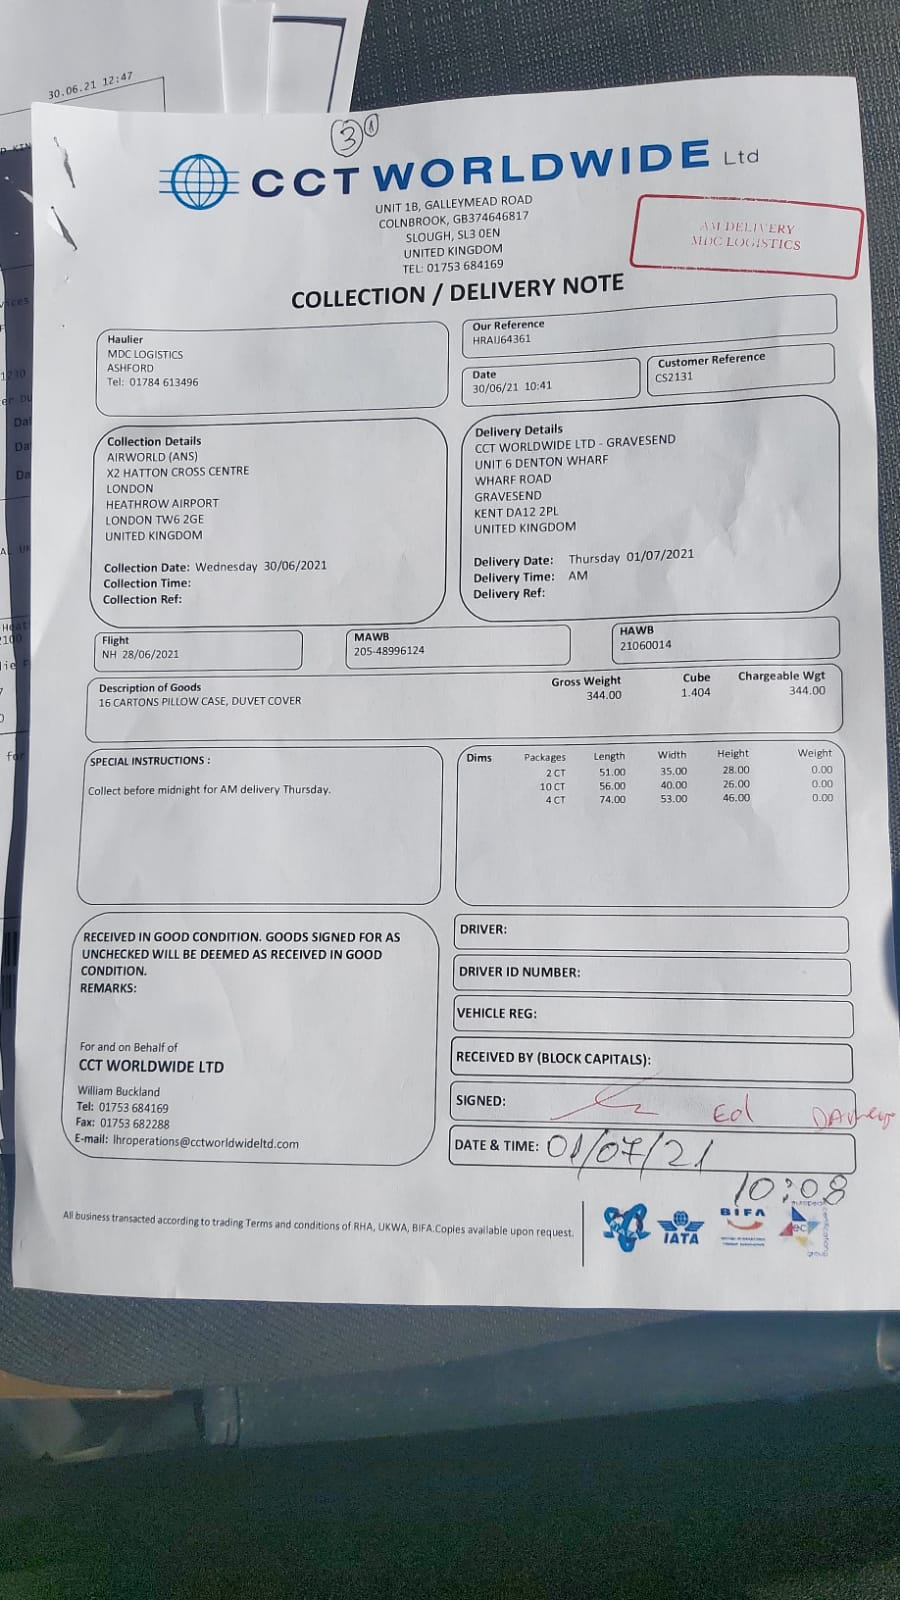 30.06.21 12:47
3
CCT WORLDWIDE Ltd
UNIT 1B, GALLEYMEAD ROAD
COLNBROOK, GB374646817
SLOUGH, SL3 0EN
UNITED KINGDOM
TEL: 01753 684169
AM DELIVERY
MDC LOGISTICS
COLLECTION / DELIVERY NOTE
Haulier
MDC LOGISTICS
ASHFORD
Tel: 01784 613496
Our Reference
HRAIJ64361
Date
30/06/21 10:41
Customer Reference
CS2131
Collection Details
AIRWORLD (ANS)
X2 HATTON CROSS CENTRE
LONDON
HEATHROW AIRPORT
LONDON TW6 2GE
UNITED KINGDOM
Collection Date: Wednesday 30/06/2021
Collection Time:
Collection Ref:
Delivery Details
CCT WORLDWIDE LTD - GRAVESEND
UNIT 6 DENTON WHARF
WHARF ROAD
GRAVESEND
KENT DA12 2PL
UNITED KINGDOM
Delivery Date: Thursday 01/07/2021
Delivery Time: AM
Delivery Ref:
Flight
NH 28/06/2021
MAWB
205-48996124
HAWB
21060014
Description of Goods
16 CARTONS PILLOW CASE, DUVET COVER
Gross Weight Cube Chargeable Wgt
344.00 1.404 344.00
SPECIAL INSTRUCTIONS :
Collect before midnight for AM delivery Thursday.
Dims Packages Length Width Height Weight
2 CT 51.00 35.00 28.00 0.00
10 CT 56.00 40.00 26.00 0.00
4 CT 74.00 53.00 46.00 0.00
RECEIVED IN GOOD CONDITION. GOODS SIGNED FOR AS
UNCHECKED WILL BE DEEMED AS RECEIVED IN GOOD
CONDITION.
REMARKS:
For and on Behalf of
CCT WORLDWIDE LTD
William Buckland
Tel: 01753 684169
Fax: 01753 682288
E-mail: lhroperations@cctworldwideltd.com
DRIVER:
DRIVER ID NUMBER:
VEHICLE REG:
RECEIVED BY (BLOCK CAPITALS):
SIGNED: Ed
DATE & TIME: 01/07/21
10:08
All business transacted according to trading Terms and conditions of RHA, UKWA, BIFA.Copies available upon request.
IATA
BIFA
ec